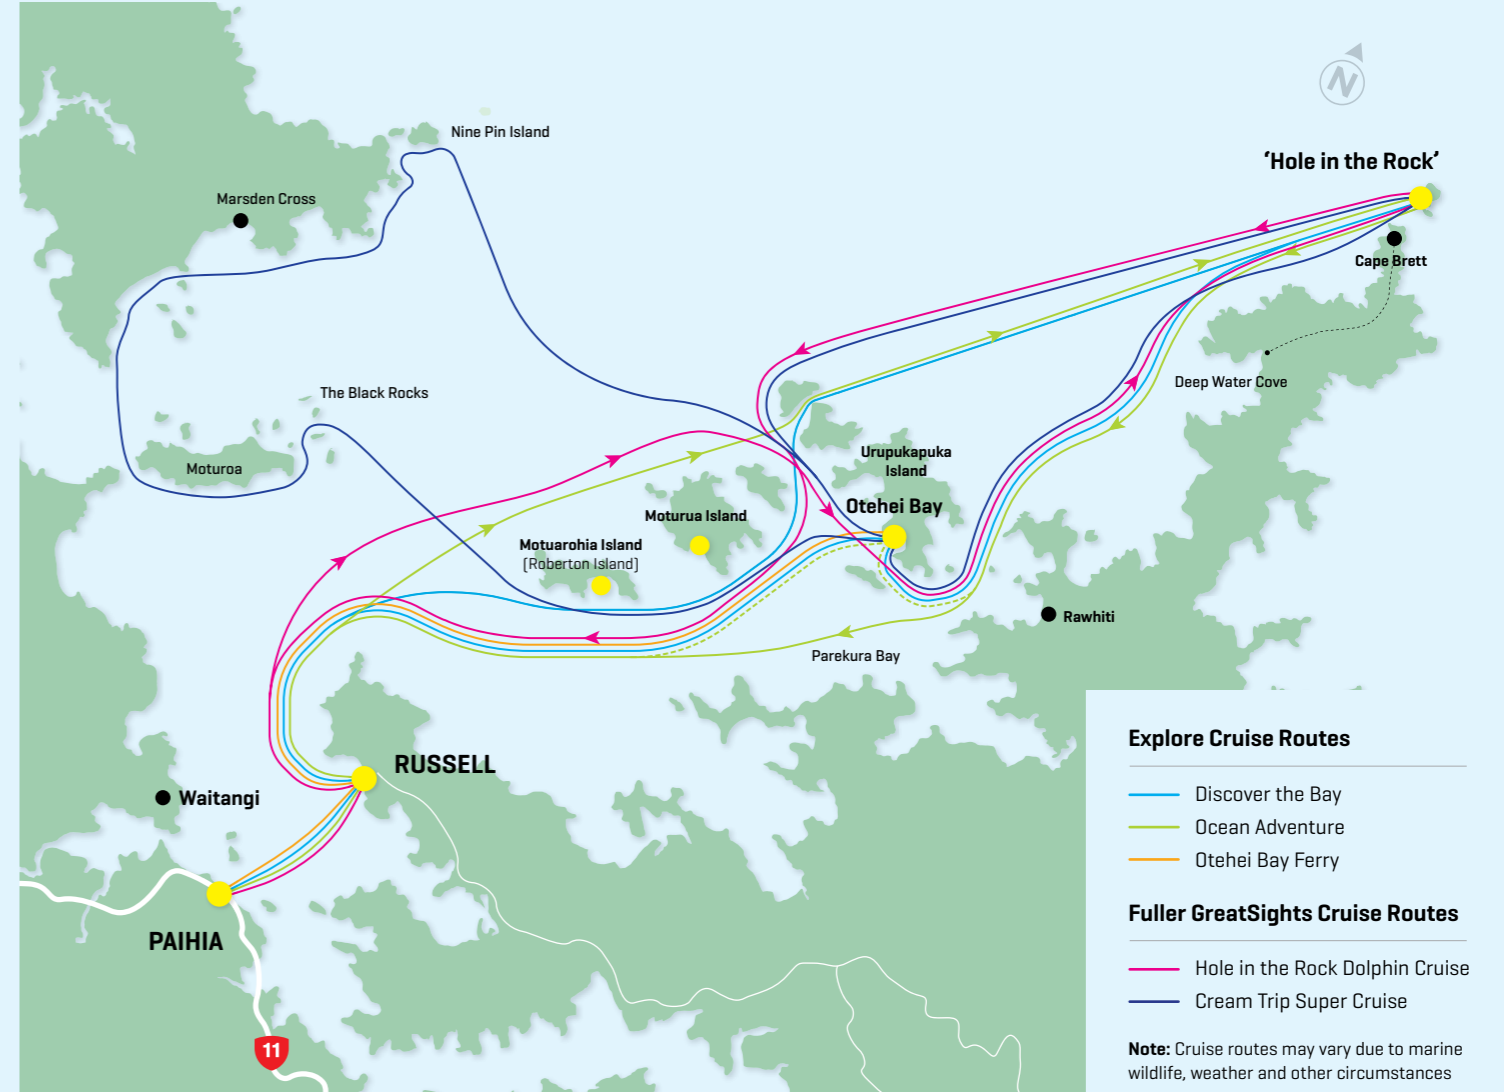 Nine Pin Island
N
'Hole in the Rock'
Marsden Cross
Cape Brett
Deep Water Cove
The Black Rocks
Moturoa
Urupukapuka
Island
Otehei Bay
Moturua Island
Motuarohia Island
(Roberton Island)
Rawhiti
Parekura Bay
RUSSELL
Waitangi
PAIHIA
11
Explore Cruise Routes
Discover the Bay
Ocean Adventure
Otehei Bay Ferry
Fuller GreatSights Cruise Routes
Hole in the Rock Dolphin Cruise
Cream Trip Super Cruise
Note: Cruise routes may vary due to marine
wildlife, weather and other circumstances